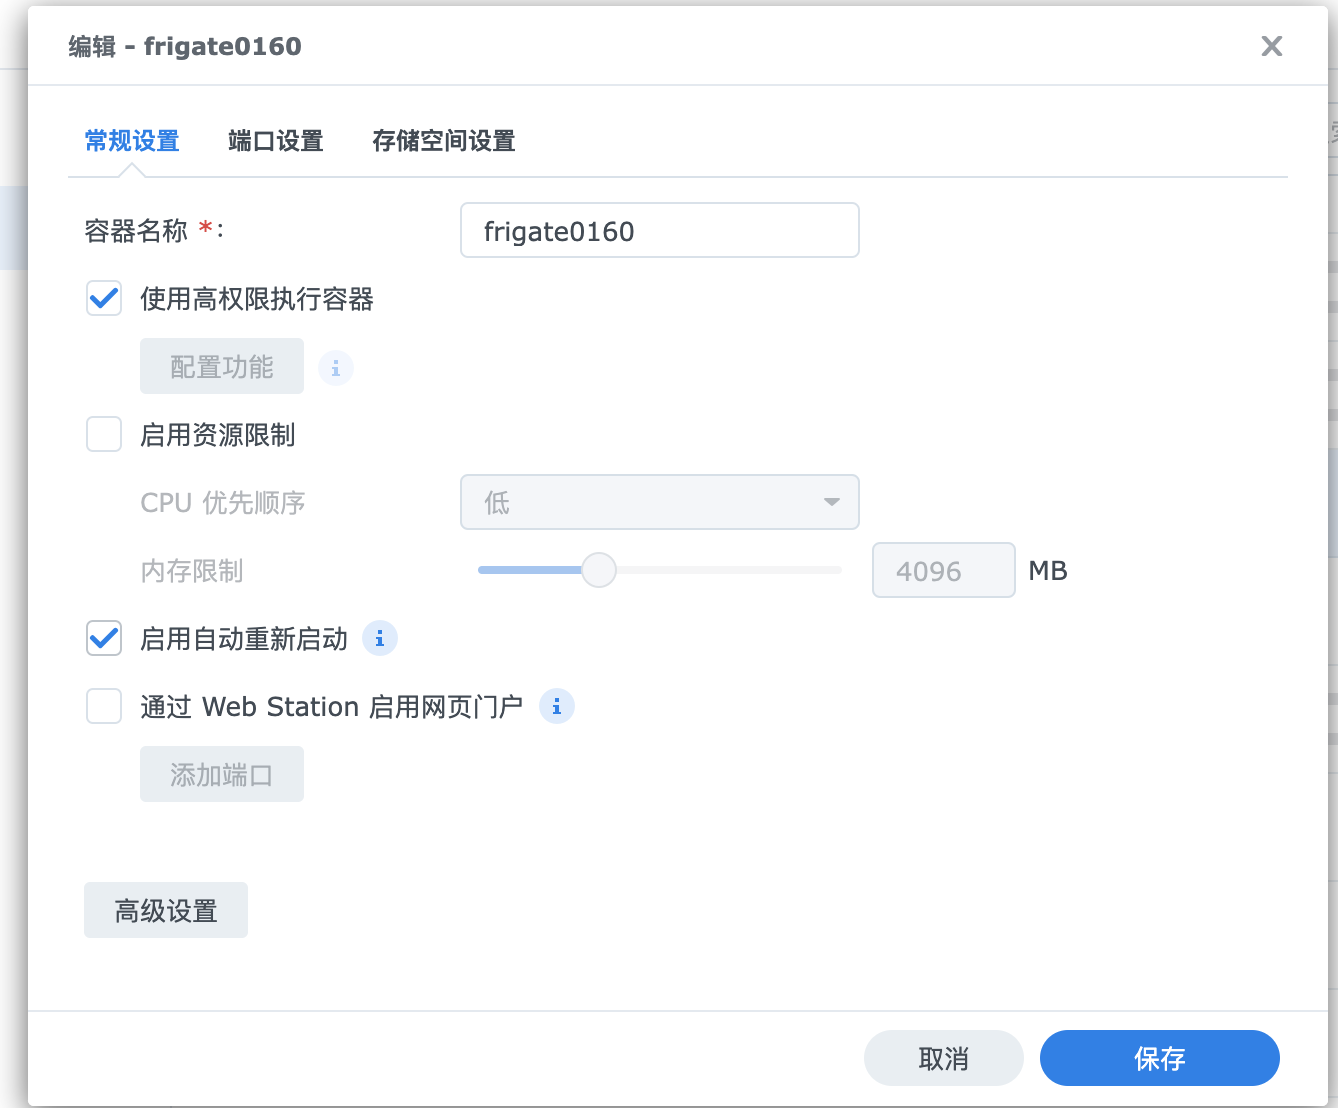 编辑 - frigate0160
常规设置 端口设置 存储空间设置
容器名称 *: frigate0160
使用高权限执行容器
配置功能 i
启用资源限制
CPU 优先顺序 低
内存限制 4096 MB
启用自动重新启动 i
通过 Web Station 启用网页门户 i
添加端口
高级设置
取消 保存